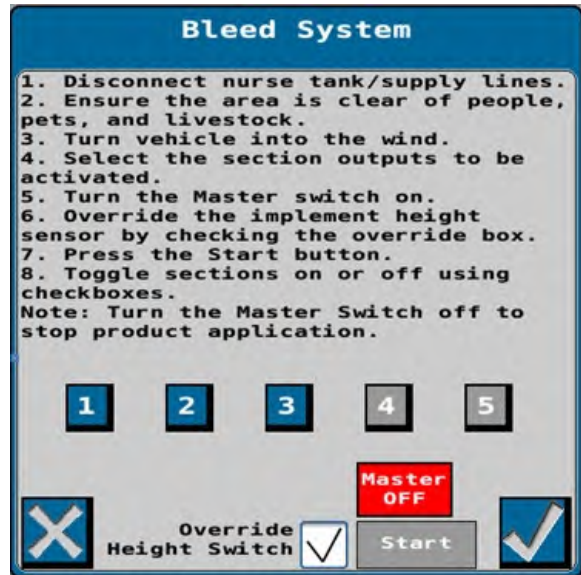 Bleed System
1. Disconnect nurse tank/supply lines.
2. Ensure the area is clear of people,
pets, and livestock.
3. Turn vehicle into the wind.
4. Select the section outputs to be
activated.
5. Turn the Master switch on.
6. Override the implement height
sensor by checking the override box.
7. Press the Start button.
8. Toggle sections on or off using
checkboxes.
Note: Turn the Master Switch off to
stop product application.
1 2 3 4 5
Master
OFF
Override
Height Switch
Start